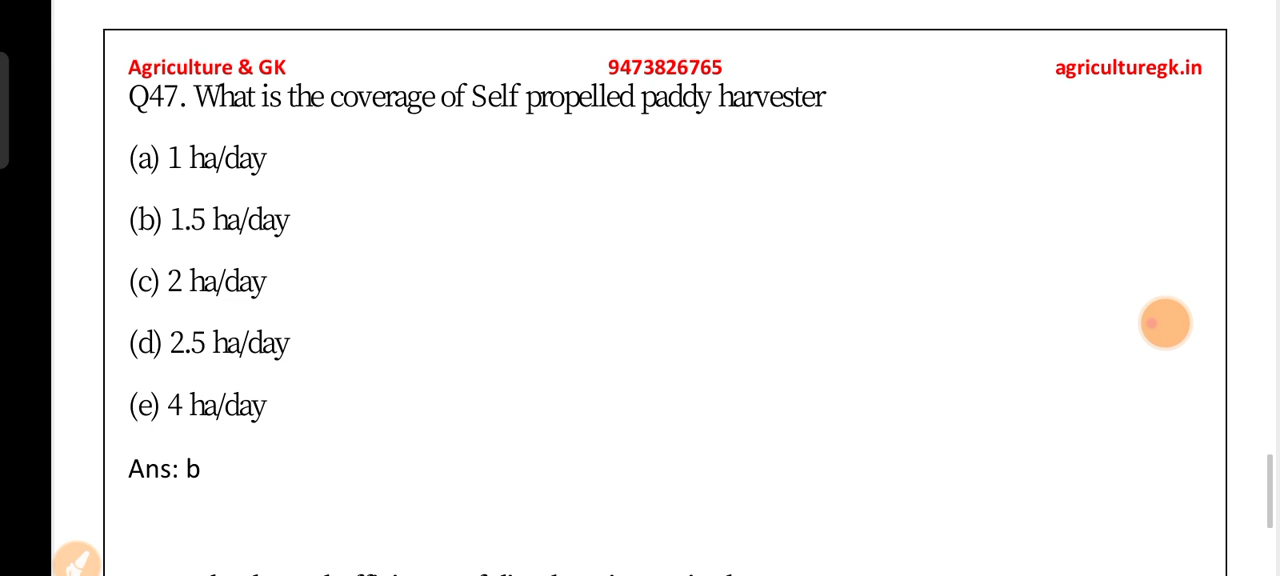 Agriculture & GK 9473826765 agriculturegk.in
Q47. What is the coverage of Self propelled paddy harvester
(a) 1 ha/day
(b) 1.5 ha/day
(c) 2 ha/day
(d) 2.5 ha/day
(e) 4 ha/day
Ans: b